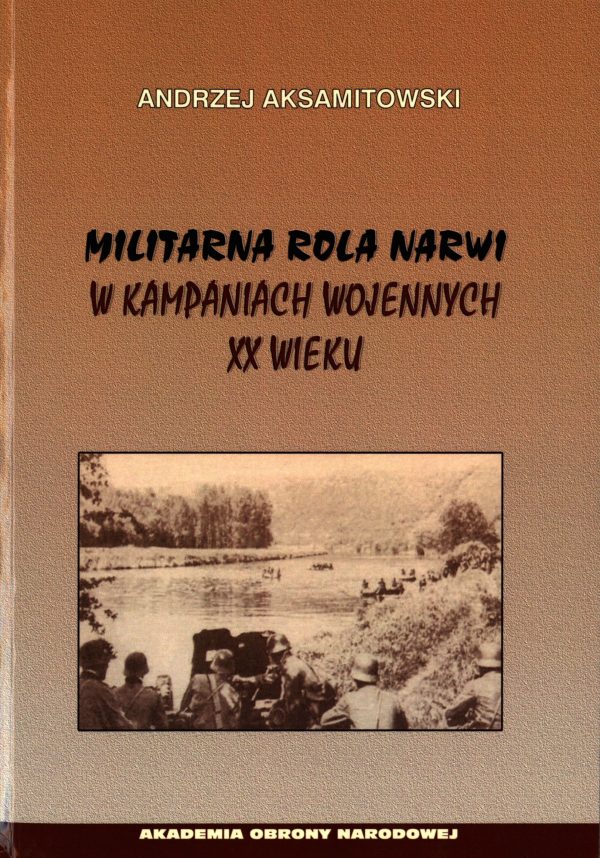 ANDRZEJ AKSAMITOWSKI
MILITARNA ROLA NARWI
W KAMPANIACH WOJENNYCH
XX WIEKU
AKADEMIA OBRONY NARODOWEJ